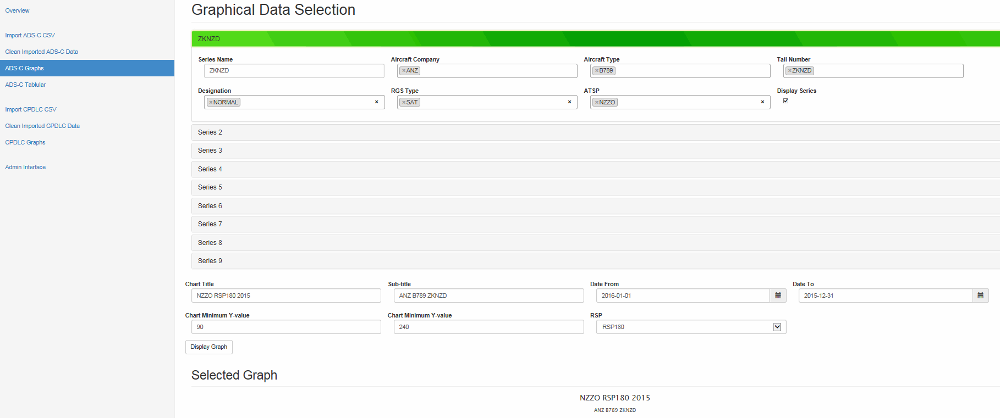 Overview
Import ADS-C CSV
Clean Imported ADS-C Data
ADS-C Graphs
ADS-C Tablular
Import CPDLC CSV
Clean Imported CPDLC Data
CPDLC Graphs
Admin Interface
Graphical Data Selection
ZKNZD
Series Name Aircraft Company Aircraft Type Tail Number
ZKNZD ×ANZ ×B789 ×ZKNZD
Designation RGS Type ATSP Display Series
×NORMAL × ×SAT × ×NZZO ×
Series 2
Series 3
Series 4
Series 5
Series 6
Series 7
Series 8
Series 9
Chart Title Sub-title Date From Date To
NZZO RSP180 2015 ANZ B789 ZKNZD 2016-01-01 2015-12-31
Chart Minimum Y-value Chart Minimum Y-value RSP
90 240 RSP180
Display Graph
Selected Graph
NZZO RSP180 2015
ANZ B789 ZKNZD